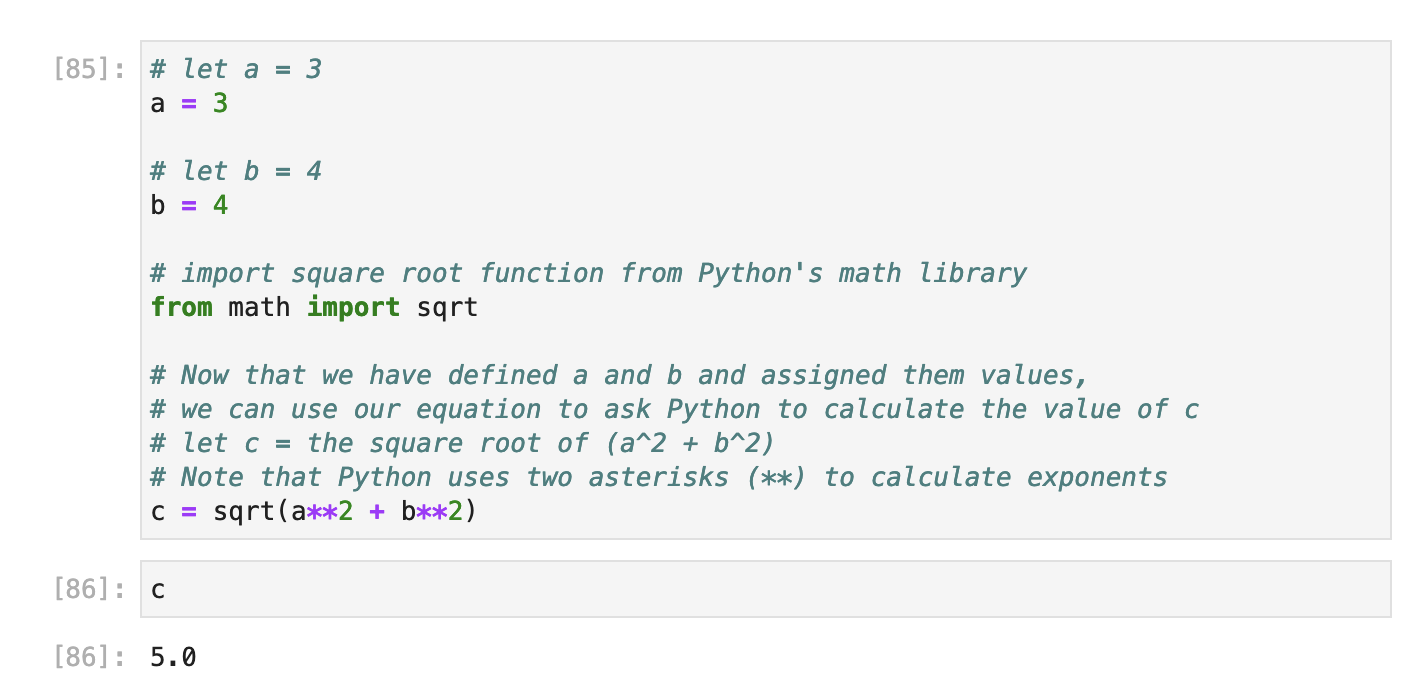 [85]: # let a = 3
a = 3
# let b = 4
b = 4
# import square root function from Python's math library
from math import sqrt
# Now that we have defined a and b and assigned them values,
# we can use our equation to ask Python to calculate the value of c
# let c = the square root of (a^2 + b^2)
# Note that Python uses two asterisks (**) to calculate exponents
c = sqrt(a**2 + b**2)
[86]: c
[86]: 5.0